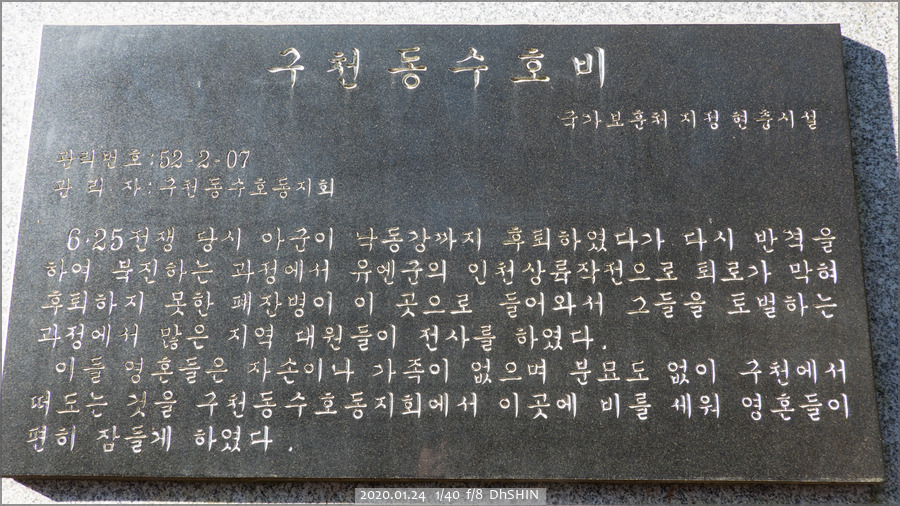 구천동수호비
국가보훈처 지정 현충시설
관리번호:52-2-07
관 리 자:구천동수호동지회
6·25전쟁 당시 아군이 낙동강까지 후퇴하였다가 다시 반격을
하여 북진하는 과정에서 유엔군의 인천상륙작전으로 퇴로가 막혀
후퇴하지 못한 패잔병이 이 곳으로 들어와서 그들을 토벌하는
과정에서 많은 지역 대원들이 전사를 하였다.
이들 영혼들은 자손이나 가족이 없으며 분묘도 없이 구천에서
떠도는 것을 구천동수호동지회에서 이곳에 비를 세워 영혼들이
편히 잠들게 하였다.
2020.01.24 1/40 f/8 DhSHIN